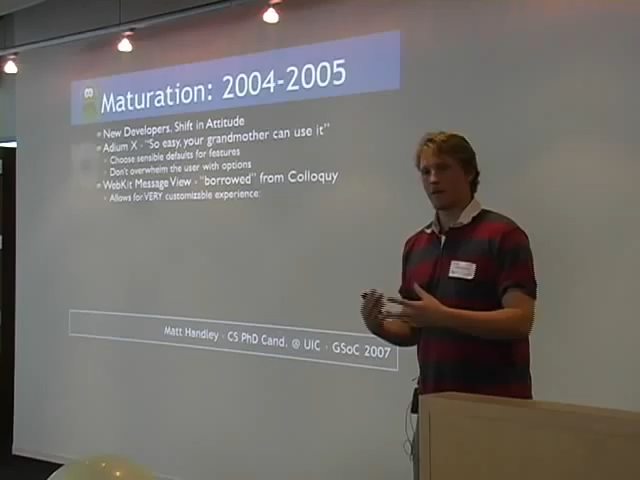 Maturation: 2004-2005
New Developers, Shift in Attitude
Adium X - "So easy, your grandmother can use it"
Choose sensible defaults for features
Don't overwhelm the user with options
WebKit Message View - "borrowed" from Colloquy
Allows for VERY customizable experience:
Matt Handley - CS PhD Cand. @ UIC - GSoC 2007